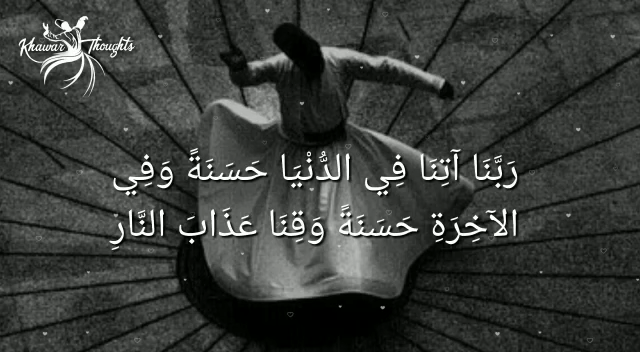 Khawar Thoughts
رَبَّنَا آتِنَا فِي الدُّنْيَا حَسَنَةً وَفِي
الآخِرَةِ حَسَنَةً وَقِنَا عَذَابَ النَّارِ